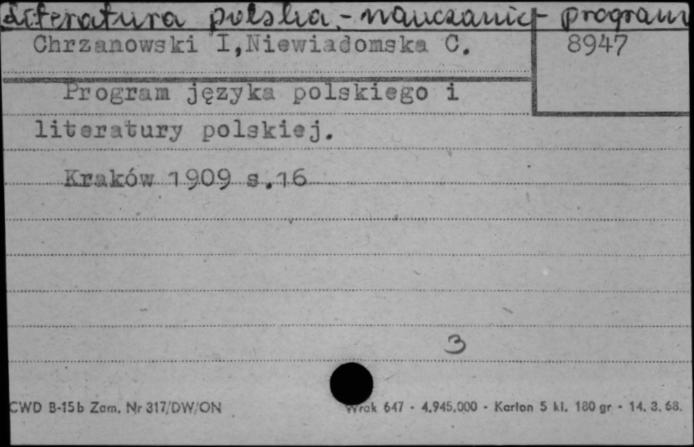 Literatura polska - nauczanie - program
Chrzanowski I,Niewiadomska C.
8947
Program języka polskiego i
literatury polskiej.
Kraków 1909 s.16
3
CWD B-15b Zam. Nr 317/DW/ON
Wrak 647 - 4.945.000 - Karton 5 kl. 180 gr - 14. 3. 68.